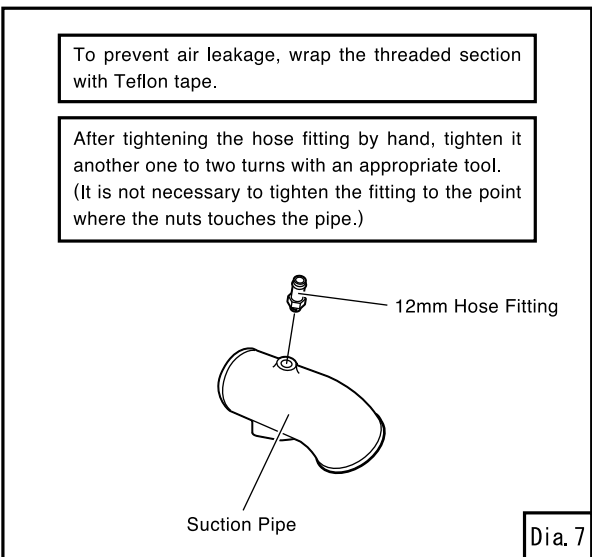 To prevent air leakage, wrap the threaded section
with Teflon tape.
After tightening the hose fitting by hand, tighten it
another one to two turns with an appropriate tool.
(It is not necessary to tighten the fitting to the point
where the nuts touches the pipe.)
12mm Hose Fitting
Suction Pipe
Dia. 7